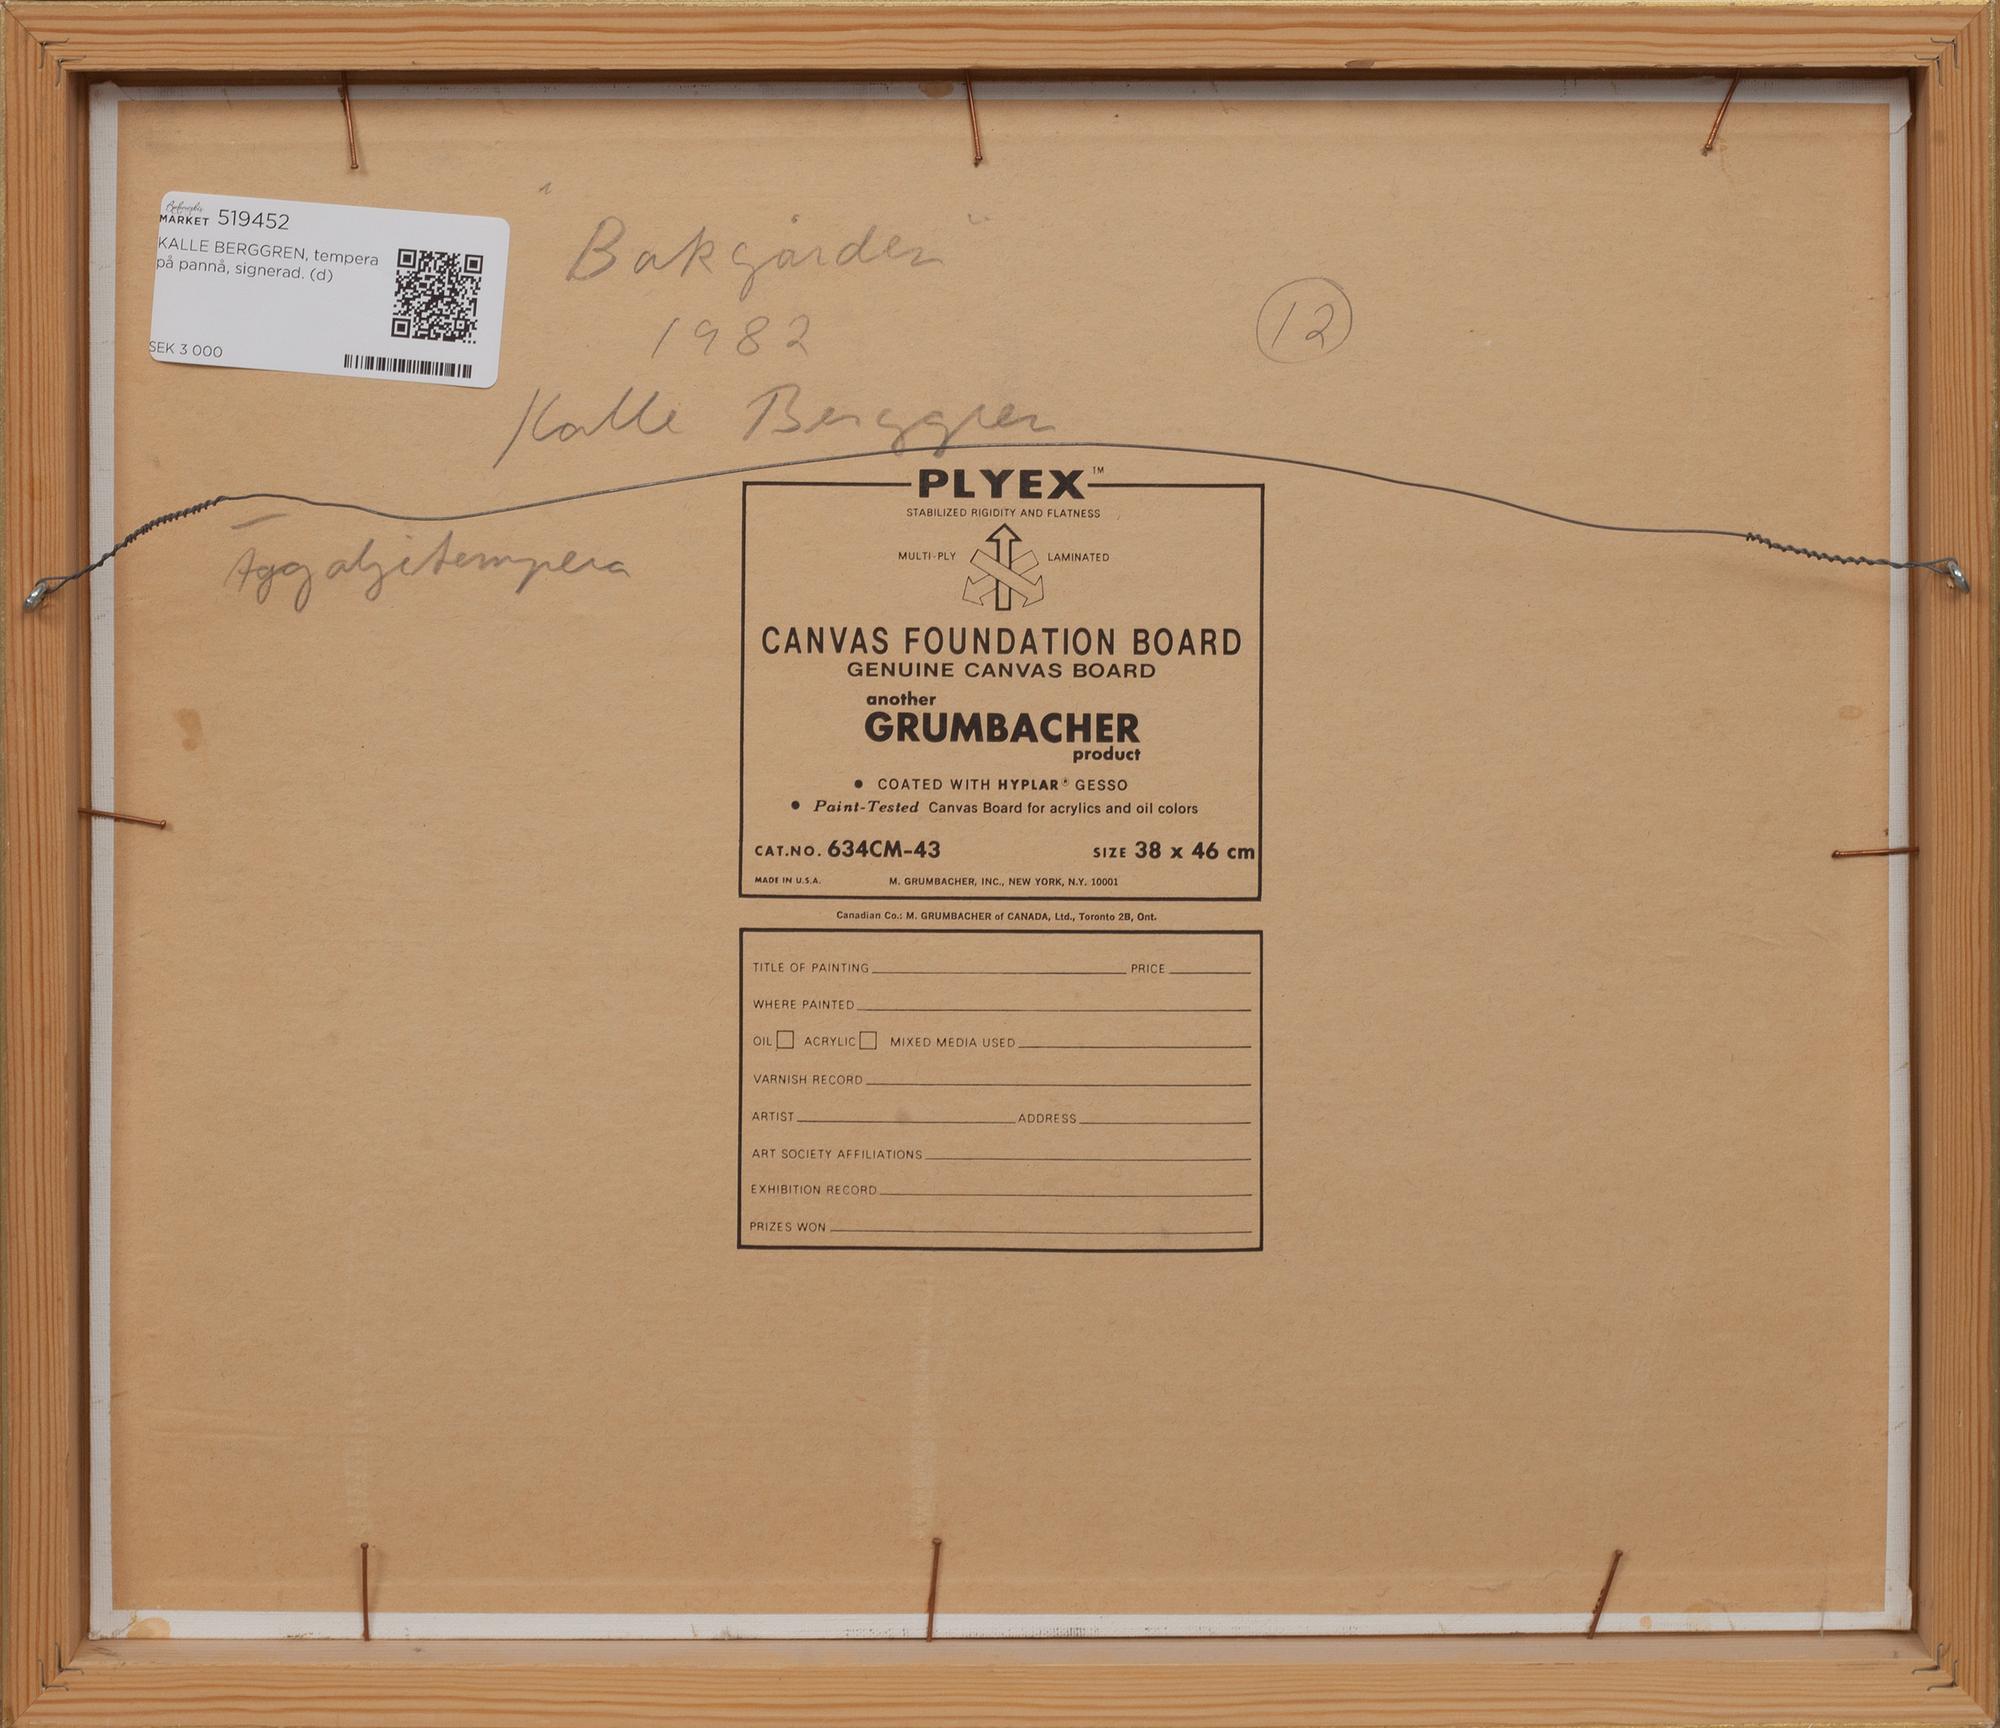 Bukowskis
MARKET 519452
KALLE BERGGREN, tempera
på pannå, signerad. (d)
SEK 3 000
"Bakgården"
1982
12
Kalle Berggren
Äggoljetempera
PLYEX™
STABILIZED RIGIDITY AND FLATNESS
MULTI-PLY LAMINATED
CANVAS FOUNDATION BOARD
GENUINE CANVAS BOARD
another
GRUMBACHER
product
• COATED WITH HYPLAR® GESSO
• Paint-Tested Canvas Board for acrylics and oil colors
CAT.NO. 634CM-43 SIZE 38 x 46 cm
MADE IN U.S.A. M. GRUMBACHER, INC., NEW YORK, N.Y. 10001
Canadian Co.: M. GRUMBACHER of CANADA, Ltd., Toronto 2B, Ont.
TITLE OF PAINTING PRICE
WHERE PAINTED
OIL ACRYLIC MIXED MEDIA USED
VARNISH RECORD
ARTIST ADDRESS
ART SOCIETY AFFILIATIONS
EXHIBITION RECORD
PRIZES WON